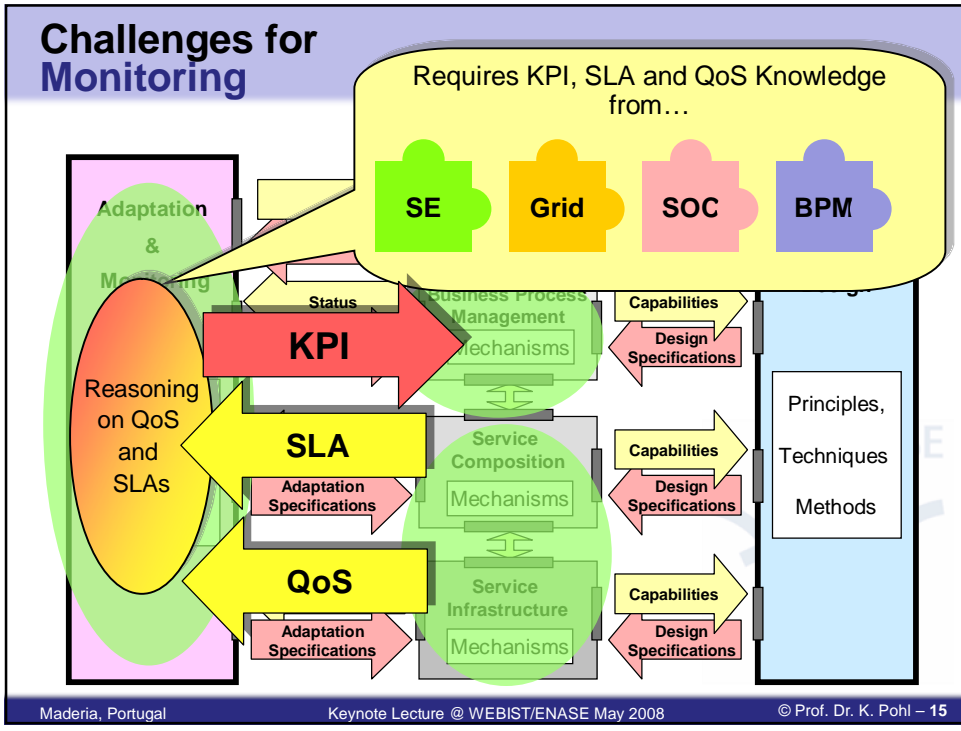 Challenges for
Monitoring
Requires KPI, SLA and QoS Knowledge
from…
SE
Grid
SOC
BPM
Adaptation
&
Monitoring
Status
KPI
Business Process
Management
Mechanisms
Capabilities
Design
Specifications
Reasoning
on QoS
and
SLAs
SLA
Adaptation
Specifications
Service
Composition
Mechanisms
Capabilities
Design
Specifications
Principles,
Techniques
Methods
QoS
Adaptation
Specifications
Service
Infrastructure
Mechanisms
Capabilities
Design
Specifications
Maderia, Portugal
Keynote Lecture @ WEBIST/ENASE May 2008
© Prof. Dr. K. Pohl – 15